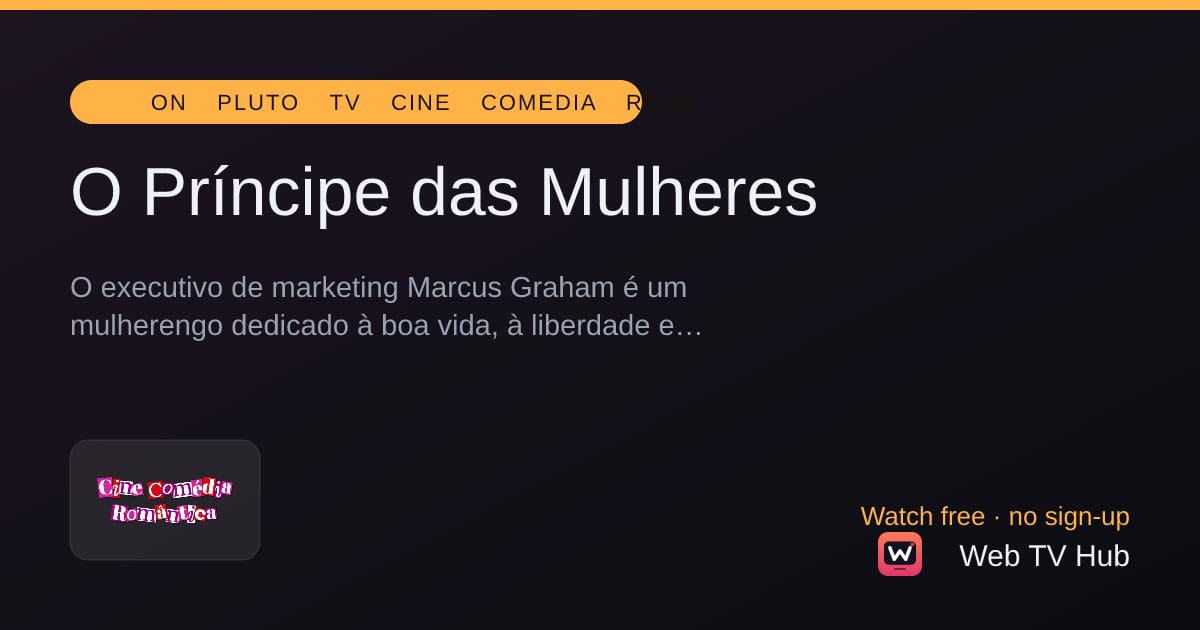 ON PLUTO TV CINE COMEDIA
O Príncipe das Mulheres
O executivo de marketing Marcus Graham é um
mulherengo dedicado à boa vida, à liberdade e…
Cine Comédia
Romântica
Watch free · no sign-up
W
Web TV Hub